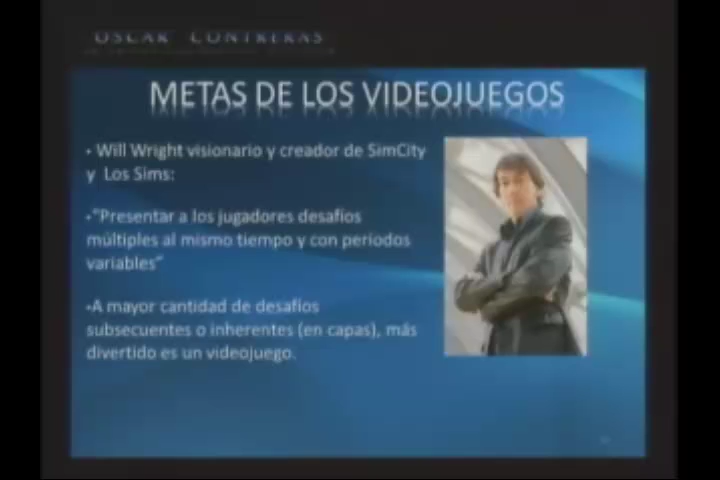 OSCAR CONTRERAS
METAS DE LOS VIDEOJUEGOS
• Will Wright visionario y creador de SimCity
y Los Sims:
•"Presentar a los jugadores desafíos
múltiples al mismo tiempo y con períodos
variables"
•A mayor cantidad de desafíos
subsecuentes o inherentes (en capas), más
divertido es un videojuego.